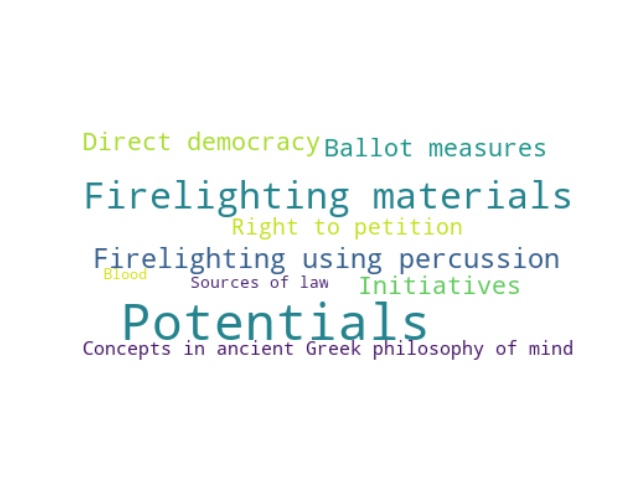 Direct democracy
Ballot measures
Firelighting materials
Right to petition
Firelighting using percussion
Blood
Sources of law
Initiatives
Potentials
Concepts in ancient Greek philosophy of mind